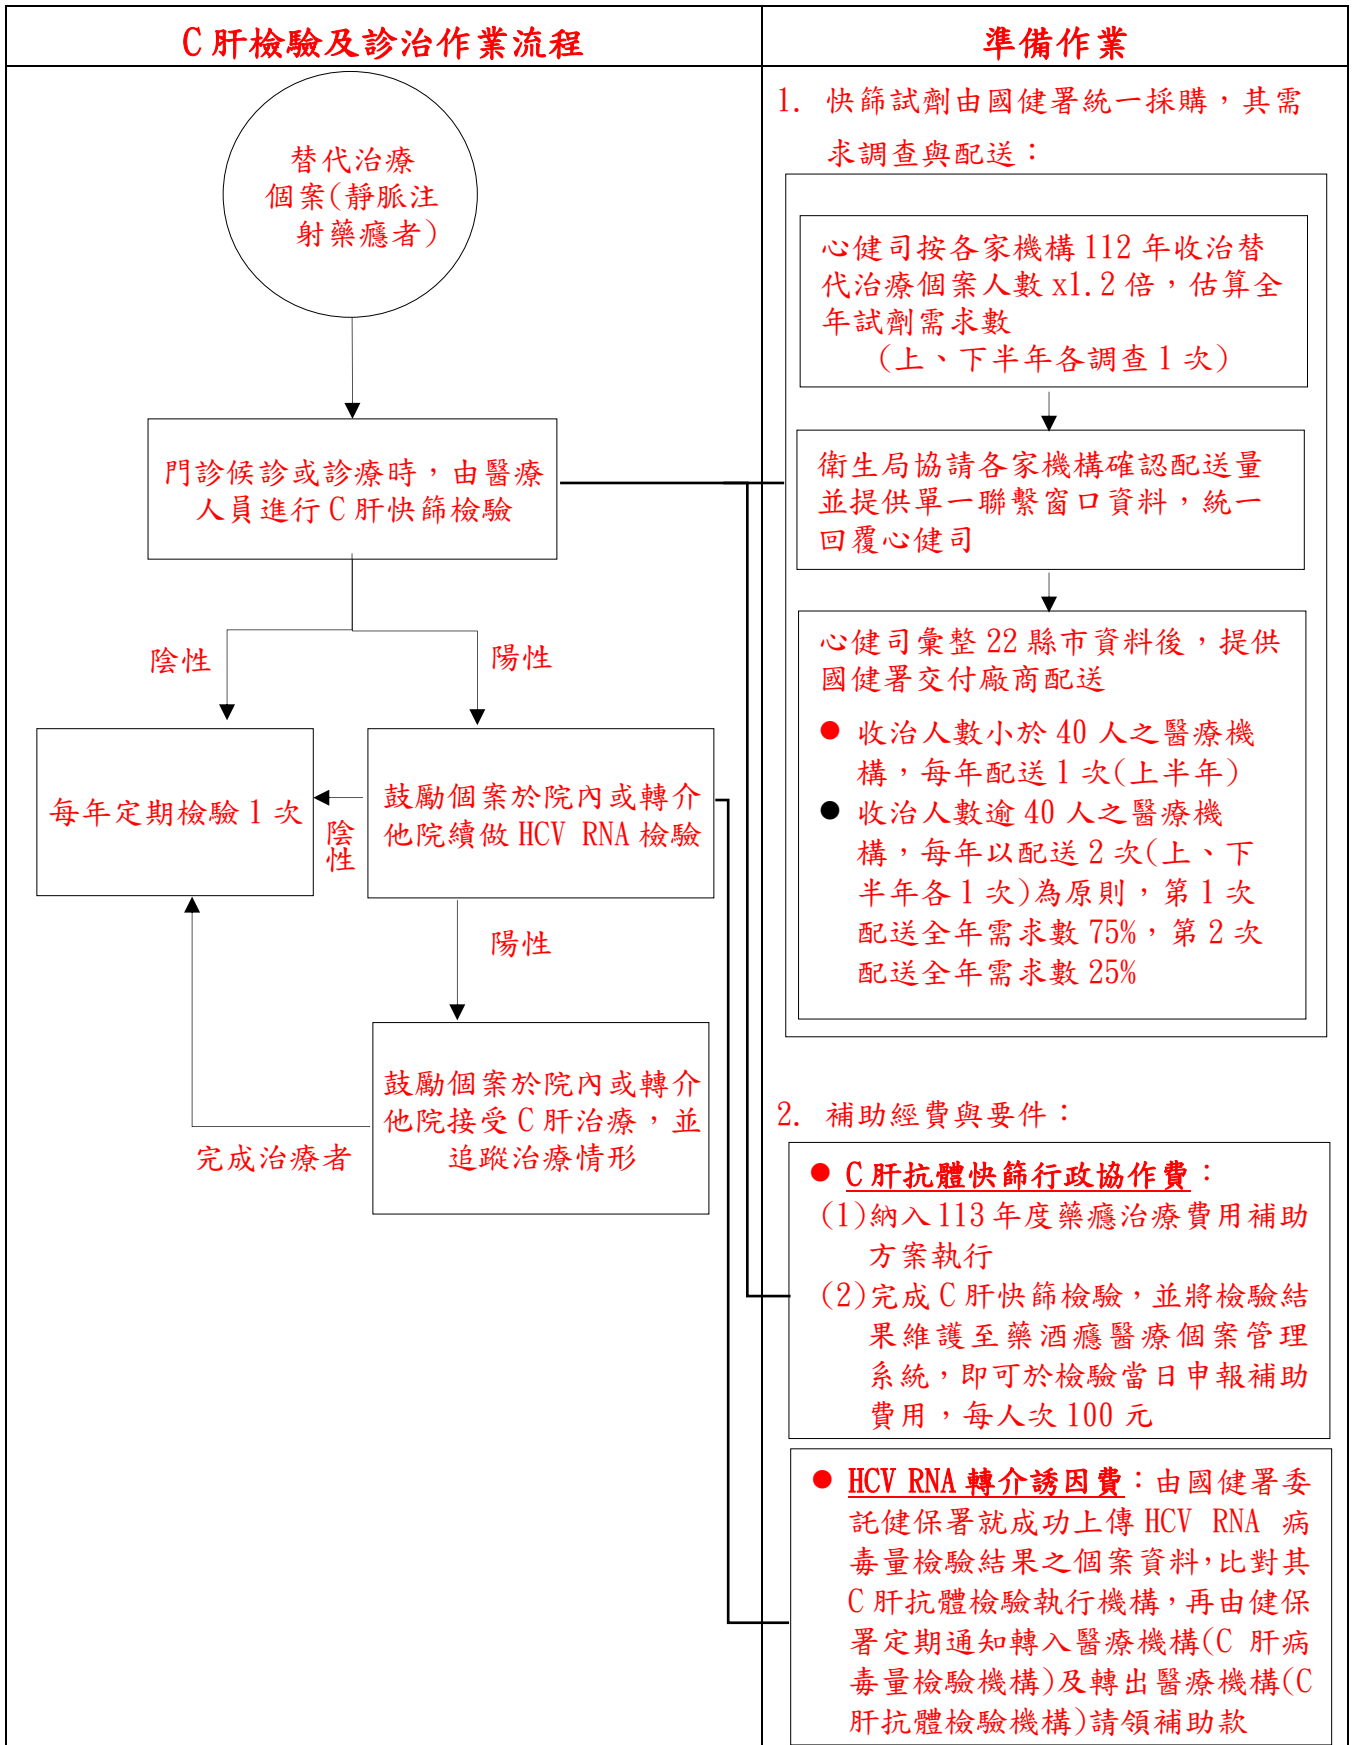 C肝檢驗及診治作業流程
準備作業
替代治療
個案(靜脈注
射藥癮者)
門診候診或診療時，由醫療
人員進行C肝快篩檢驗
陰性
陽性
每年定期檢驗1次
陰
性
鼓勵個案於院內或轉介
他院續做HCV RNA檢驗
陽性
鼓勵個案於院內或轉介
他院接受C肝治療，並
追蹤治療情形
完成治療者
1. 快篩試劑由國健署統一採購，其需
求調查與配送：
心健司按各家機構112年收治替
代治療個案人數x1.2倍，估算全
年試劑需求數
(上、下半年各調查1次)
衛生局協請各家機構確認配送量
並提供單一聯繫窗口資料，統一
回覆心健司
心健司彙整22縣市資料後，提供
國健署交付廠商配送
● 收治人數小於40人之醫療機
構，每年配送1次(上半年)
● 收治人數逾40人之醫療機
構，每年以配送2次(上、下
半年各1次)為原則，第1次
配送全年需求數75%，第2次
配送全年需求數25%
2. 補助經費與要件：
● C肝抗體快篩行政協作費：
(1)納入113年度藥癮治療費用補助
方案執行
(2)完成C肝快篩檢驗，並將檢驗結
果維護至藥酒癮醫療個案管理
系統，即可於檢驗當日申報補助
費用，每人次100元
● HCV RNA轉介誘因費：由國健署委
託健保署就成功上傳HCV RNA 病
毒量檢驗結果之個案資料，比對其
C肝抗體檢驗執行機構，再由健保
署定期通知轉入醫療機構(C 肝病
毒量檢驗機構)及轉出醫療機構(C
肝抗體檢驗機構)請領補助款